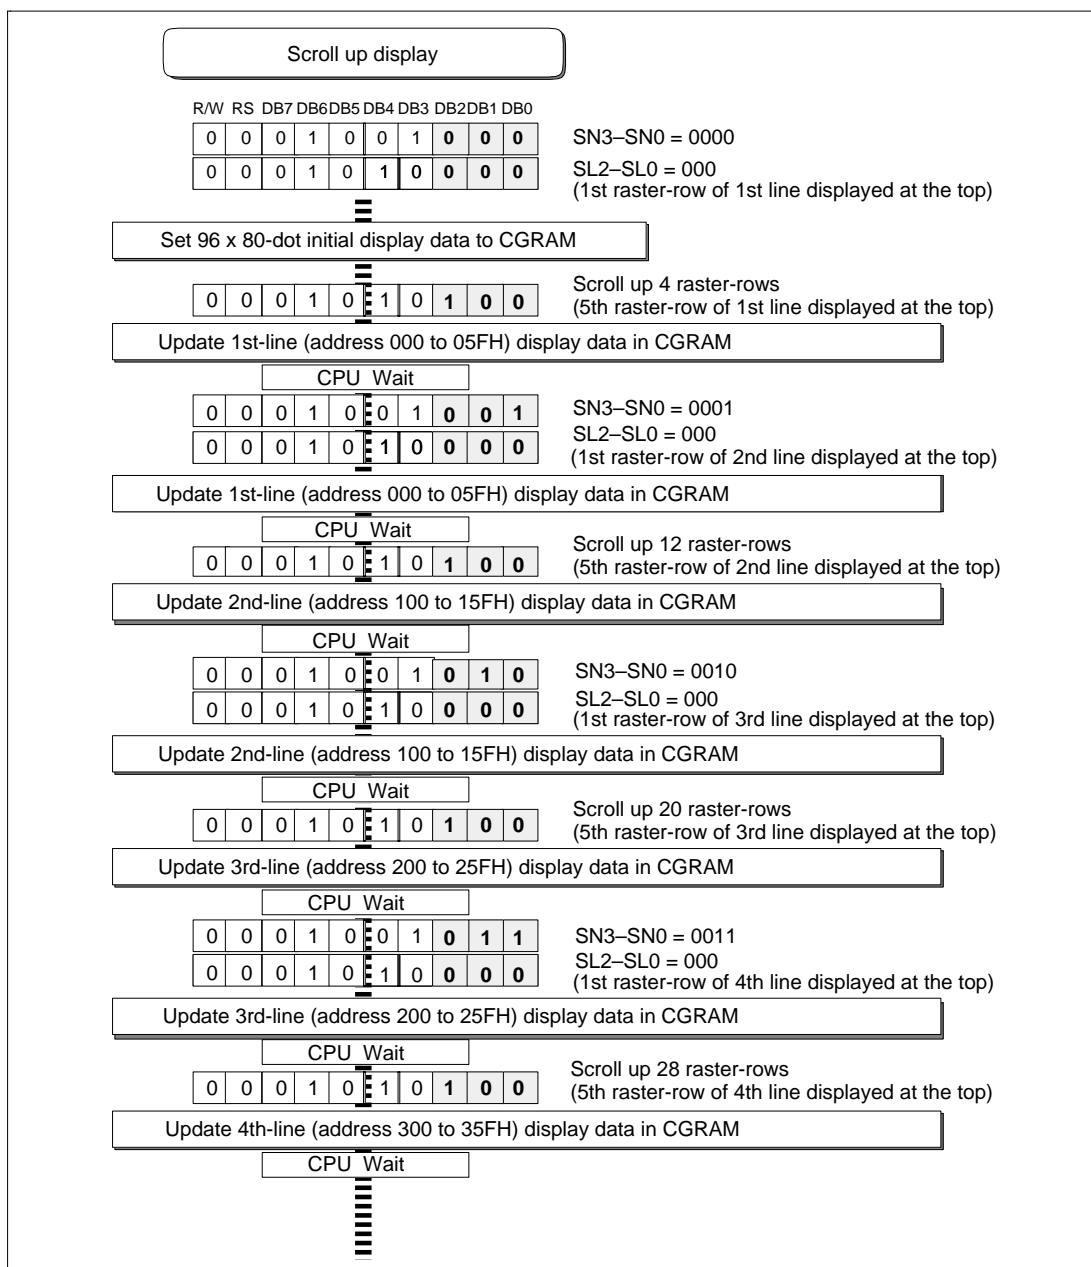 Scroll up display
R/W RS DB7 DB6 DB5 DB4 DB3 DB2 DB1 DB0
0 0 0 1 0 0 1 0 0 0 SN3–SN0 = 0000
0 0 0 1 0 1 0 0 0 0 SL2–SL0 = 000
(1st raster-row of 1st line displayed at the top)
Set 96 x 80-dot initial display data to CGRAM
Scroll up 4 raster-rows
0 0 0 1 0 1 0 1 0 0 (5th raster-row of 1st line displayed at the top)
Update 1st-line (address 000 to 05FH) display data in CGRAM
CPU Wait
0 0 0 1 0 0 1 0 0 1 SN3–SN0 = 0001
0 0 0 1 0 1 0 0 0 0 SL2–SL0 = 000
(1st raster-row of 2nd line displayed at the top)
Update 1st-line (address 000 to 05FH) display data in CGRAM
CPU Wait
Scroll up 12 raster-rows
0 0 0 1 0 1 0 1 0 0 (5th raster-row of 2nd line displayed at the top)
Update 2nd-line (address 100 to 15FH) display data in CGRAM
CPU Wait
0 0 0 1 0 0 1 0 1 0 SN3–SN0 = 0010
0 0 0 1 0 1 0 0 0 0 SL2–SL0 = 000
(1st raster-row of 3rd line displayed at the top)
Update 2nd-line (address 100 to 15FH) display data in CGRAM
CPU Wait
Scroll up 20 raster-rows
0 0 0 1 0 1 0 1 0 0 (5th raster-row of 3rd line displayed at the top)
Update 3rd-line (address 200 to 25FH) display data in CGRAM
CPU Wait
0 0 0 1 0 0 1 0 1 1 SN3–SN0 = 0011
0 0 0 1 0 1 0 0 0 0 SL2–SL0 = 000
(1st raster-row of 4th line displayed at the top)
Update 3rd-line (address 200 to 25FH) display data in CGRAM
CPU Wait
Scroll up 28 raster-rows
0 0 0 1 0 1 0 1 0 0 (5th raster-row of 4th line displayed at the top)
Update 4th-line (address 300 to 35FH) display data in CGRAM
CPU Wait